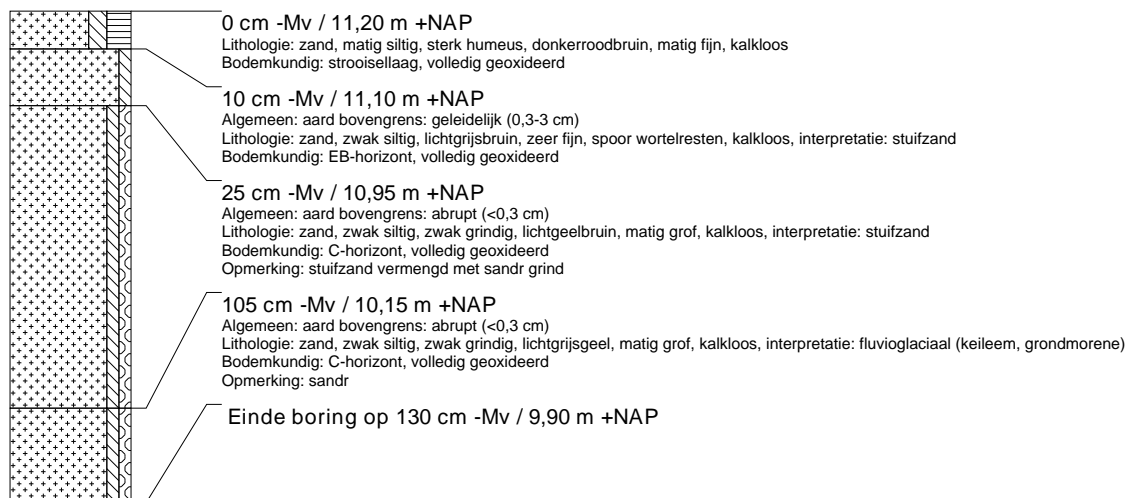 0 cm -Mv / 11,20 m +NAP
Lithologie: zand, matig siltig, sterk humeus, donkerroodbruin, matig fijn, kalkloos
Bodemkundig: strooisellaag, volledig geoxideerd
10 cm -Mv / 11,10 m +NAP
Algemeen: aard bovengrens: geleidelijk (0,3-3 cm)
Lithologie: zand, zwak siltig, lichtgrijsbruin, zeer fijn, spoor wortelresten, kalkloos, interpretatie: stuifzand
Bodemkundig: EB-horizont, volledig geoxideerd
25 cm -Mv / 10,95 m +NAP
Algemeen: aard bovengrens: abrupt (<0,3 cm)
Lithologie: zand, zwak siltig, zwak grindig, lichtgeelbruin, matig grof, kalkloos, interpretatie: stuifzand
Bodemkundig: C-horizont, volledig geoxideerd
Opmerking: stuifzand vermengd met sandr grind
105 cm -Mv / 10,15 m +NAP
Algemeen: aard bovengrens: abrupt (<0,3 cm)
Lithologie: zand, zwak siltig, zwak grindig, lichtgrijsgeel, matig grof, kalkloos, interpretatie: fluvioglaciaal (keileem, grondmorene)
Bodemkundig: C-horizont, volledig geoxideerd
Opmerking: sandr
Einde boring op 130 cm -Mv / 9,90 m +NAP